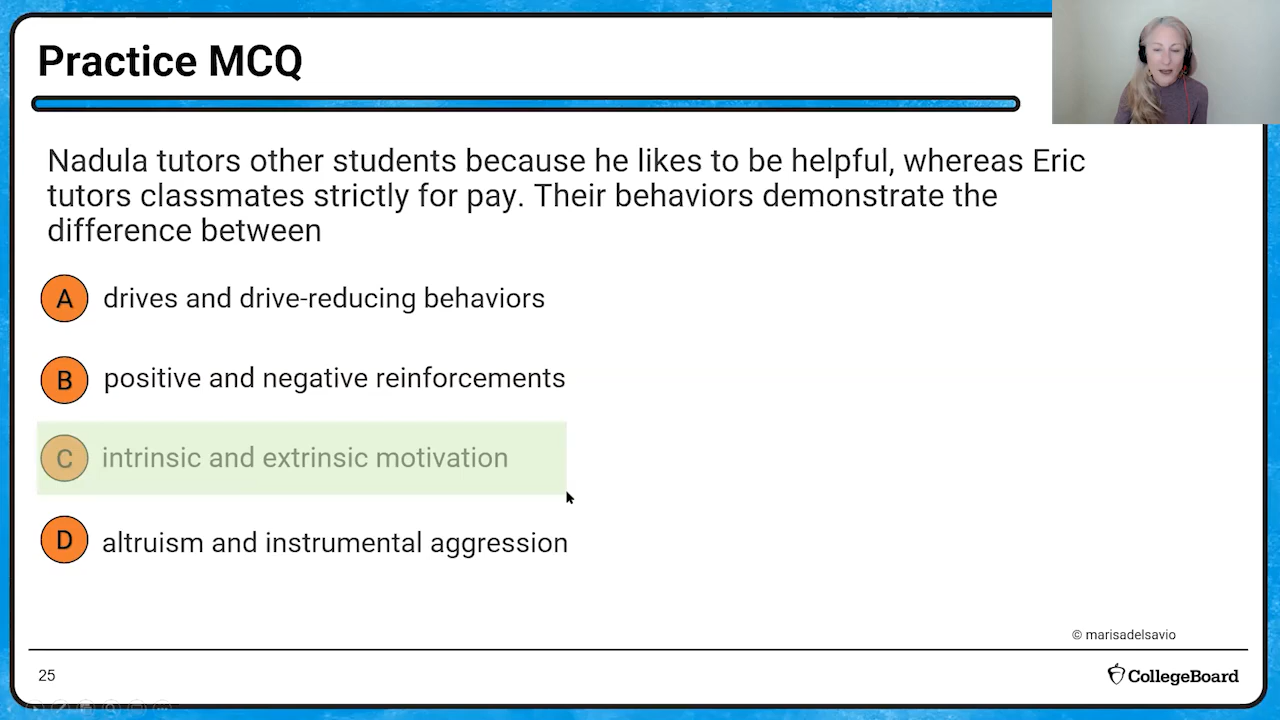 Practice MCQ
Nadula tutors other students because he likes to be helpful, whereas Eric
tutors classmates strictly for pay. Their behaviors demonstrate the
difference between
A drives and drive-reducing behaviors
B positive and negative reinforcements
C intrinsic and extrinsic motivation
D altruism and instrumental aggression
© marisadelsavio
25
CollegeBoard